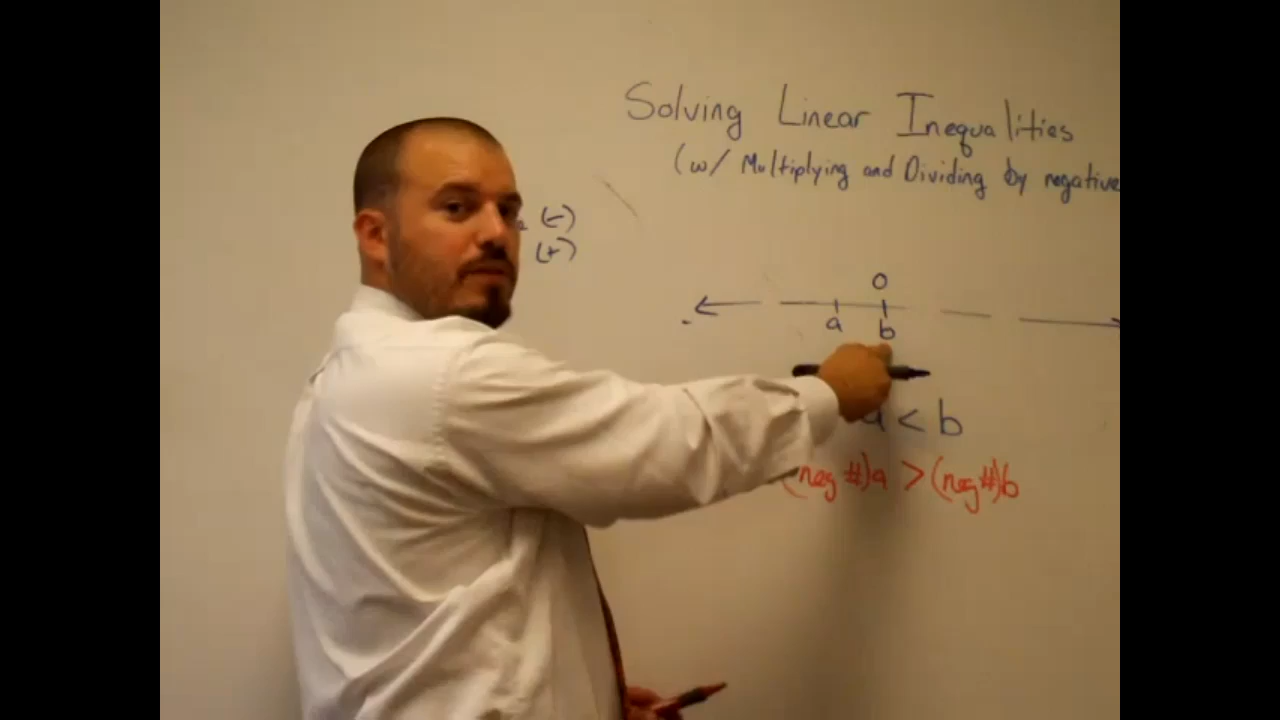 Solving Linear Inequalities
(w/ Multiplying and Dividing by negative
(-)
(+)
0
a b
a < b
(neg #)a > (neg #)b